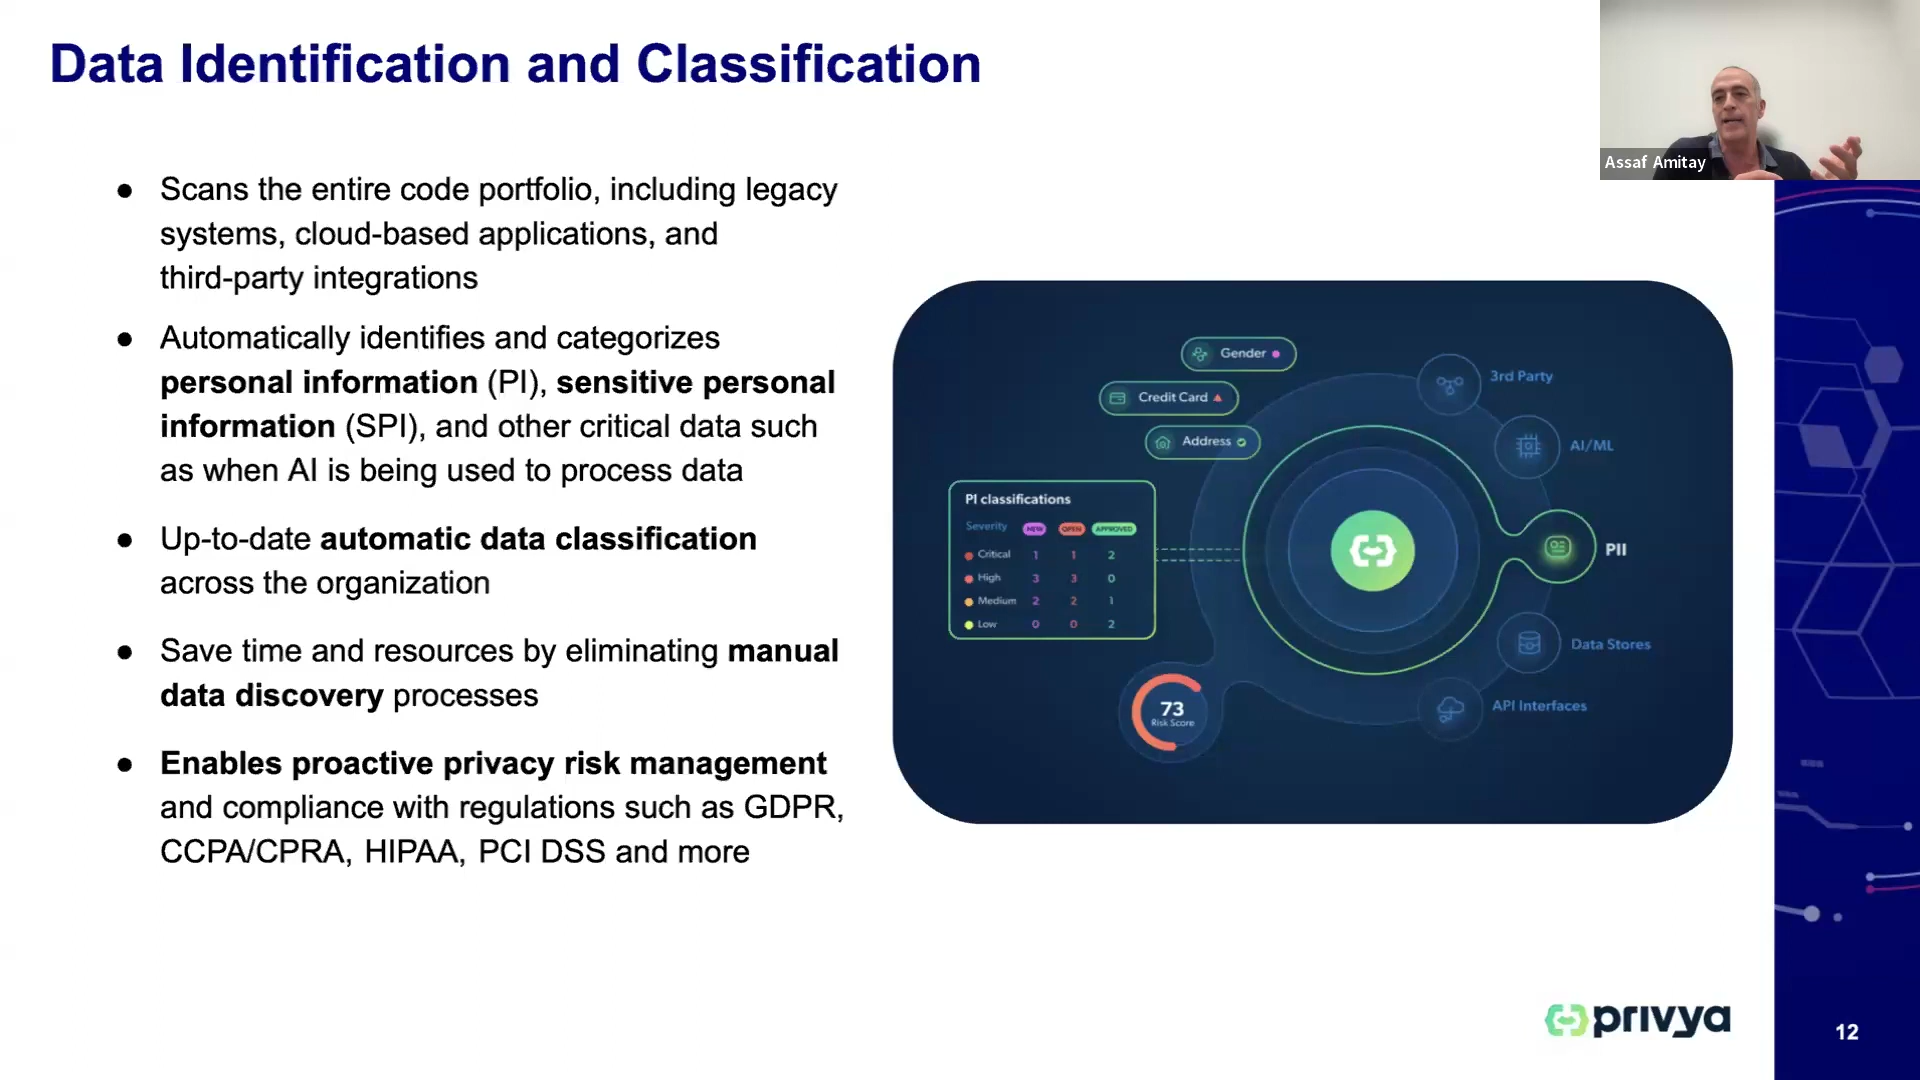 Data Identification and Classification
Assaf Amitay
● Scans the entire code portfolio, including legacy
systems, cloud-based applications, and
third-party integrations
● Automatically identifies and categorizes
personal information (PI), sensitive personal
information (SPI), and other critical data such
as when AI is being used to process data
● Up-to-date automatic data classification
across the organization
● Save time and resources by eliminating manual
data discovery processes
● Enables proactive privacy risk management
and compliance with regulations such as GDPR,
CCPA/CPRA, HIPAA, PCI DSS and more
Gender
Credit Card
Address
PI classifications
Severity NEW OPEN APPROVED
Critical 1 1 2
High 3 3 0
Medium 2 2 1
Low 0 0 2
73
Risk Score
3rd Party
AI/ML
PII
Data Stores
API Interfaces
privya
12